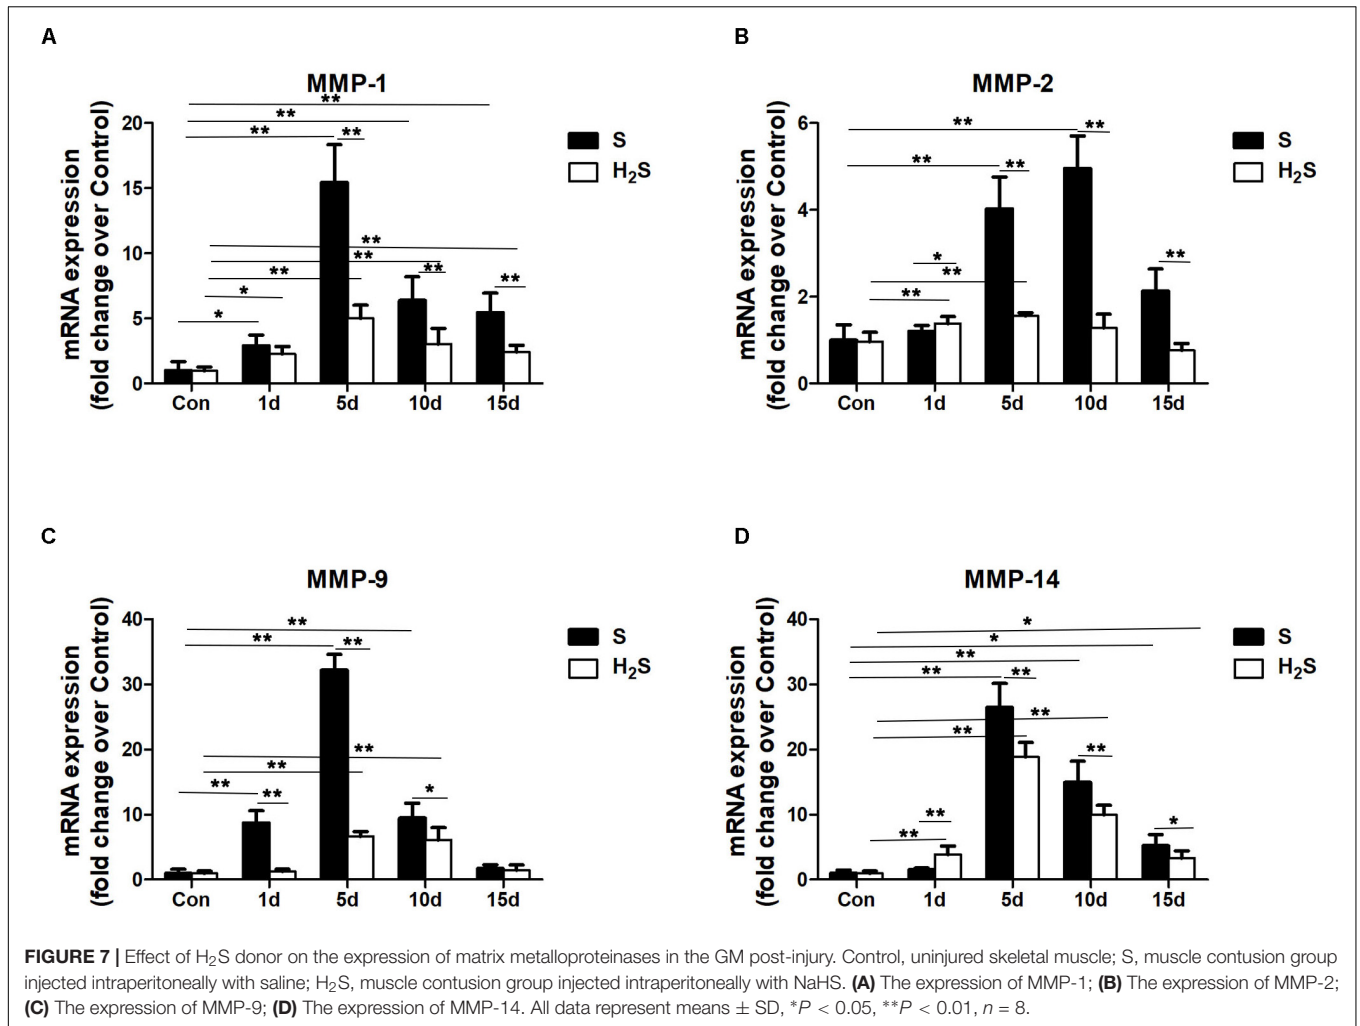 A
MMP-1
mRNA expression
(fold mhange over Control)
20
15
10
5
0
Con 1d 5d 10d 15d
**
**
**
**
**
**
**
**
**
*
*
S
H₂S
B
MMP-2
mRNA expression
(fold change over Control)
6
4
2
0
Con 1d 5d 10d 15d
**
**
**
**
*
**
**
**
S
H₂S
C
MMP-9
mRNA expression
(fold change over Control)
40
30
20
10
0
Con 1d 5d 10d 15d
**
**
**
**
**
**
**
*
S
H₂S
D
MMP-14
mRNA expression
(fold change over Control)
40
30
20
10
0
Con 1d 5d 10d 15d
*
*
**
**
**
**
**
**
**
**
*
S
H₂S
FIGURE 7 | Effect of H₂S donor on the expression of matrix metalloproteinases in the GM post-injury. Control, uninjured skeletal muscle; S, muscle contusion group
injected intraperitoneally with saline; H₂S, muscle contusion group injected intraperitoneally with NaHS. (A) The expression of MMP-1; (B) The expression of MMP-2;
(C) The expression of MMP-9; (D) The expression of MMP-14. All data represent means ± SD, *P < 0.05, **P < 0.01, n = 8.